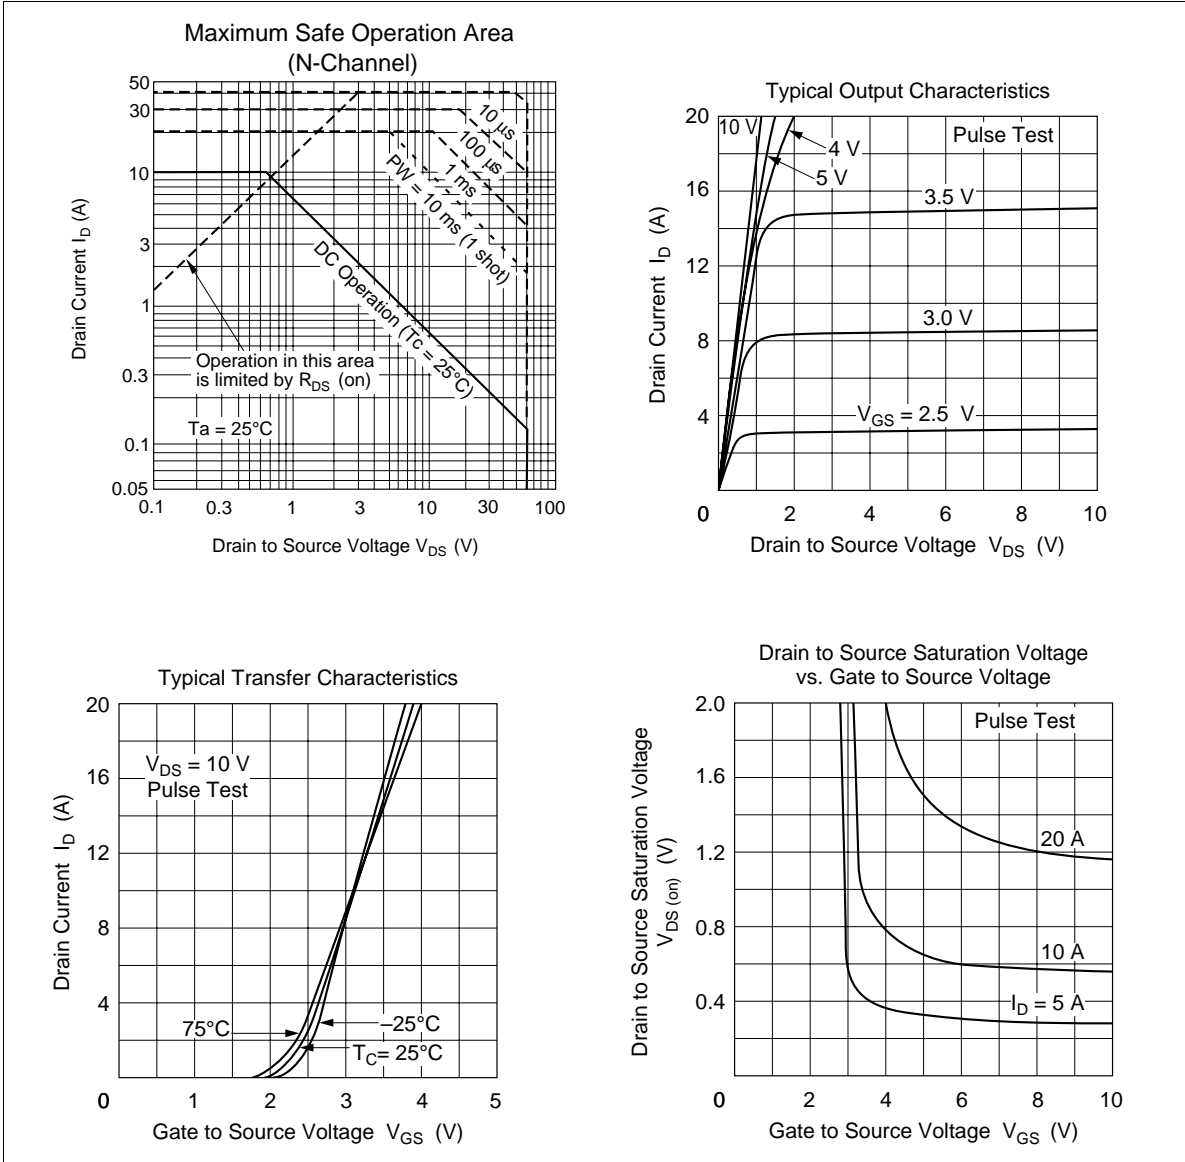 Maximum Safe Operation Area
(N-Channel)
50
30
10
3
1
0.3
0.1
0.05
Drain Current I_D (A)
10 µs
100 µs
1 ms
PW = 10 ms (1 shot)
DC Operation (Tc = 25°C)
Operation in this area
is limited by R_DS (on)
Ta = 25°C
0.1 0.3 1 3 10 30 100
Drain to Source Voltage V_DS (V)
Typical Output Characteristics
20
16
12
8
4
0
Drain Current I_D (A)
10 V
Pulse Test
4 V
5 V
3.5 V
3.0 V
V_GS = 2.5 V
0 2 4 6 8 10
Drain to Source Voltage V_DS (V)
Typical Transfer Characteristics
20
16
12
8
4
Drain Current I_D (A)
V_DS = 10 V
Pulse Test
75°C
–25°C
T_C= 25°C
0 1 2 3 4 5
Gate to Source Voltage V_GS (V)
Drain to Source Saturation Voltage
vs. Gate to Source Voltage
2.0
1.6
1.2
0.8
0.4
Drain to Source Saturation Voltage
V_DS (on) (V)
Pulse Test
20 A
10 A
I_D = 5 A
0 2 4 6 8 10
Gate to Source Voltage V_GS (V)